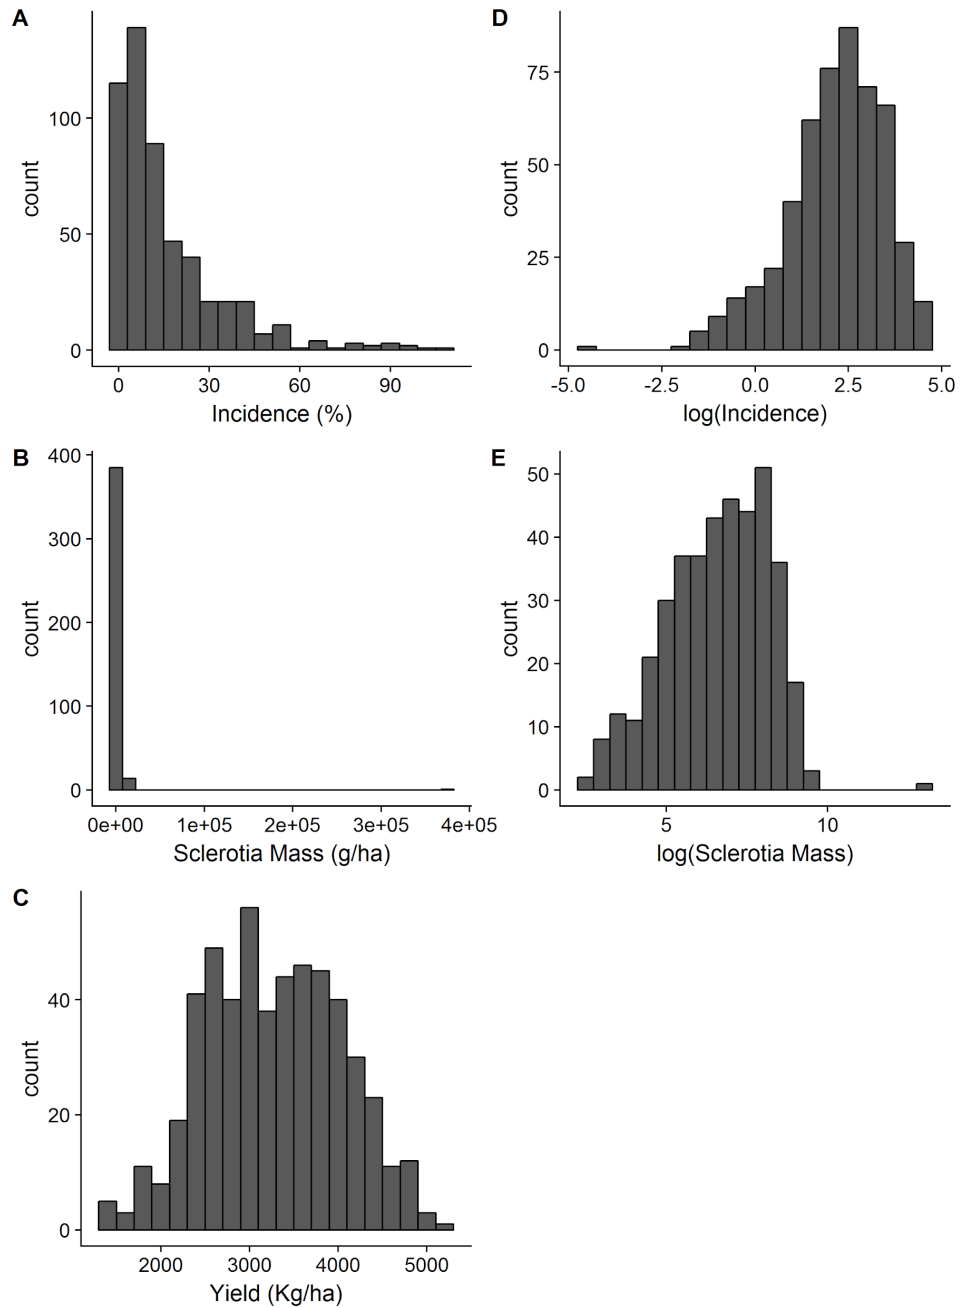 A
count
100
50
0
0 30 60 90
Incidence (%)
D
count
75
50
25
0
-5.0 -2.5 0.0 2.5 5.0
log(Incidence)
B
count
400
300
200
100
0
0e+00 1e+05 2e+05 3e+05 4e+05
Sclerotia Mass (g/ha)
E
count
50
40
30
20
10
0
5 10
log(Sclerotia Mass)
C
count
40
20
0
2000 3000 4000 5000
Yield (Kg/ha)